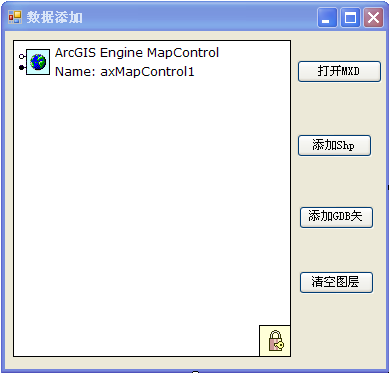 数据添加
ArcGIS Engine MapControl
Name: axMapControl1
打开MXD
添加Shp
添加GDB矢
清空图层